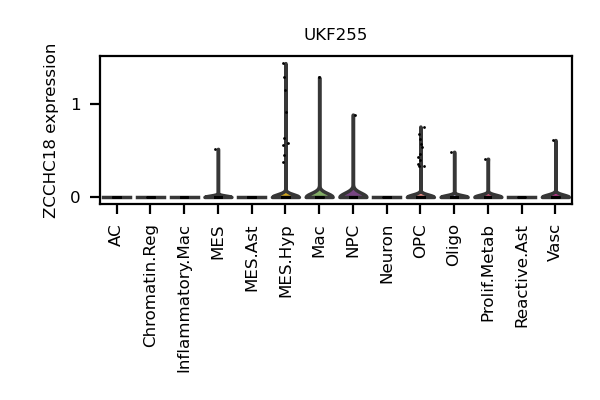 UKF255
ZCCHC18 expression
1
0
AC
Chromatin.Reg
Inflammatory.Mac
MES
MES.Ast
MES.Hyp
Mac
NPC
Neuron
OPC
Oligo
Prolif.Metab
Reactive.Ast
Vasc